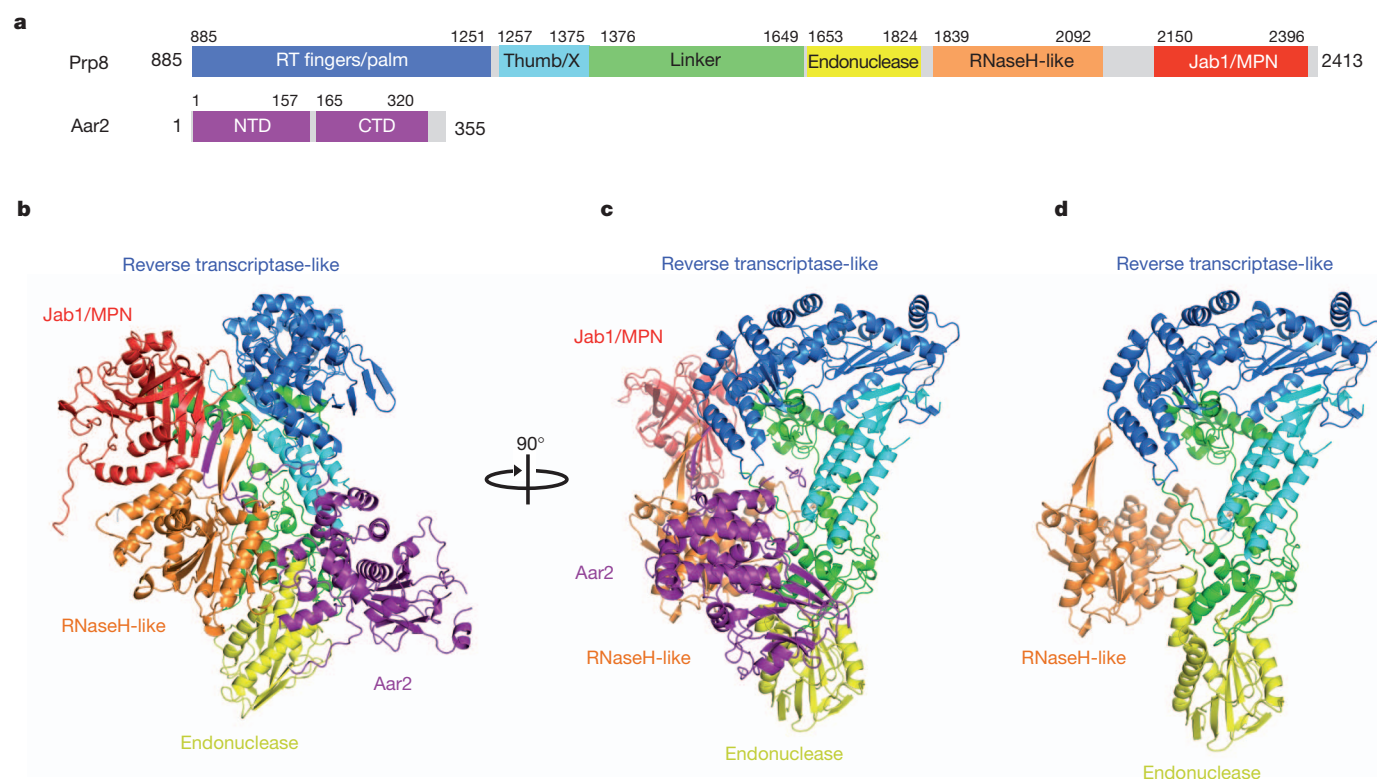 a
885 1251 1257 1375 1376 1649 1653 1824 1839 2092 2150 2396
Prp8 885 RT fingers/palm Thumb/X Linker Endonuclease RNaseH-like Jab1/MPN 2413
1 157 165 320
Aar2 1 NTD CTD 355
b c d
Reverse transcriptase-like Reverse transcriptase-like Reverse transcriptase-like
Jab1/MPN
Jab1/MPN
90°
Aar2
RNaseH-like
RNaseH-like
RNaseH-like
Aar2
Endonuclease
Endonuclease
Endonuclease